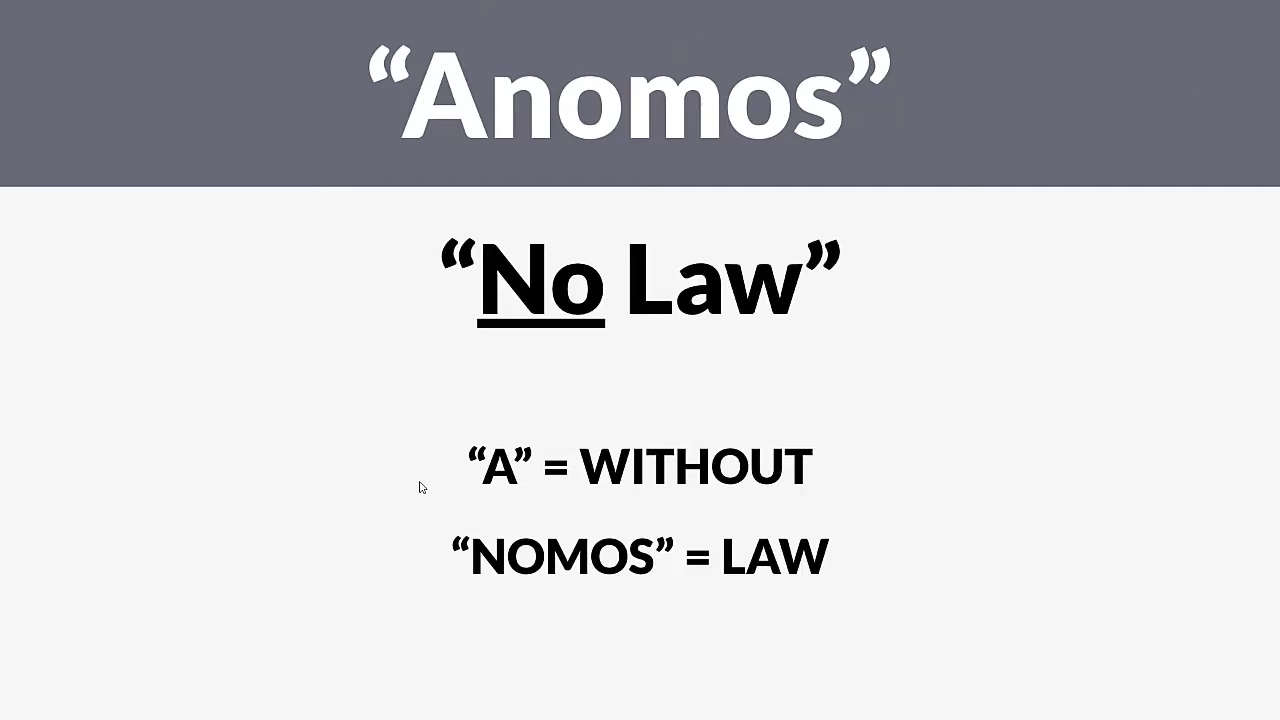 “Anomos”
“No Law”
“A” = WITHOUT
“NOMOS” = LAW